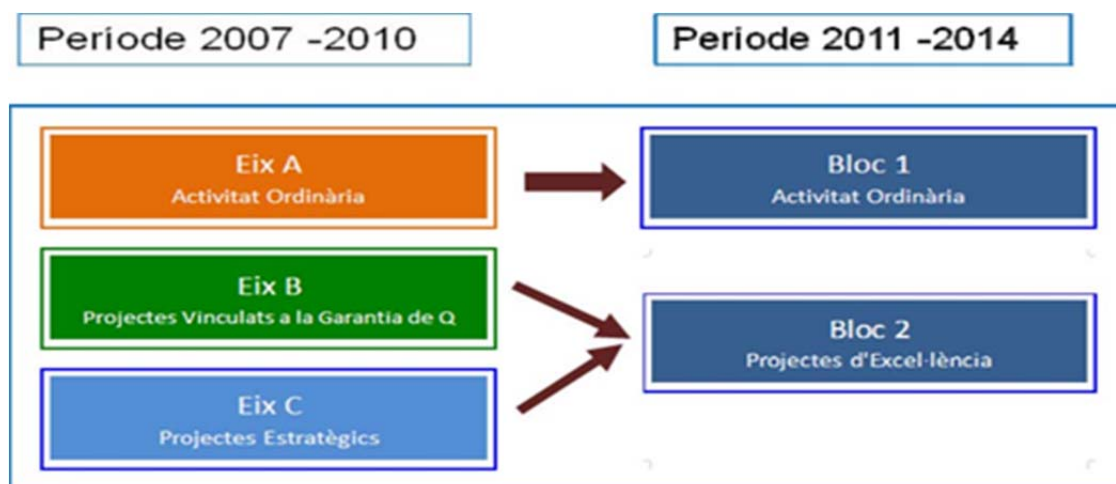 Període 2007 -2010
Periode 2011 -2014
Eix A
Activitat Ordinària
Bloc 1
Activitat Ordinària
Eix B
Projectes Vinculats a la Garantia de Q
Bloc 2
Projectes d'Excel·lència
Eix C
Projectes Estratègics